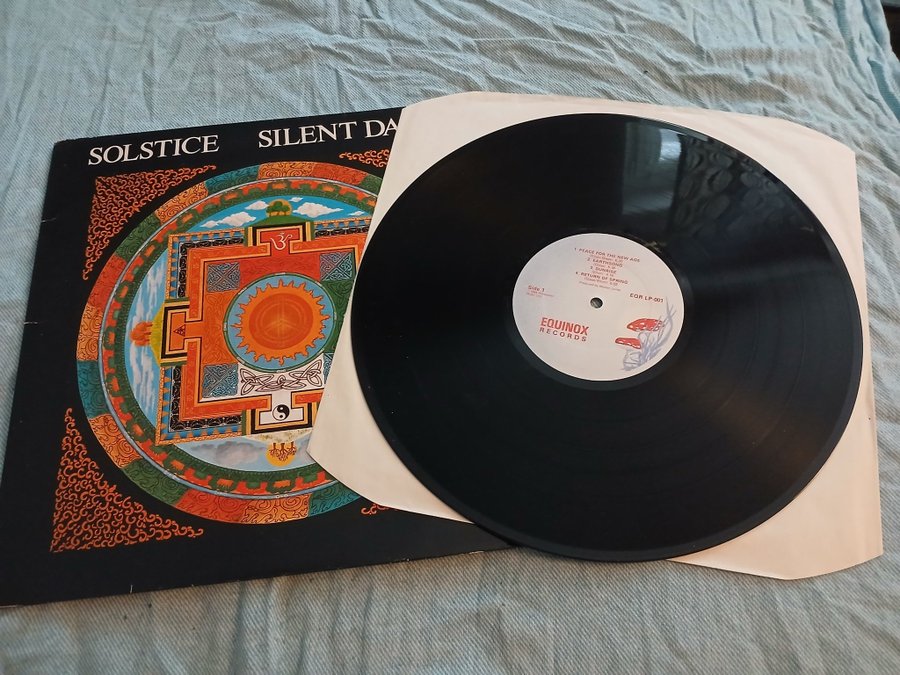 SOLSTICE SILENT DA
1. PEACE FOR THE NEW AGE
2. EARTHSONG
3. SUNRISE
4. RETURN OF SPRING
Side 1
EQR LP-001
EQUINOX
RECORDS